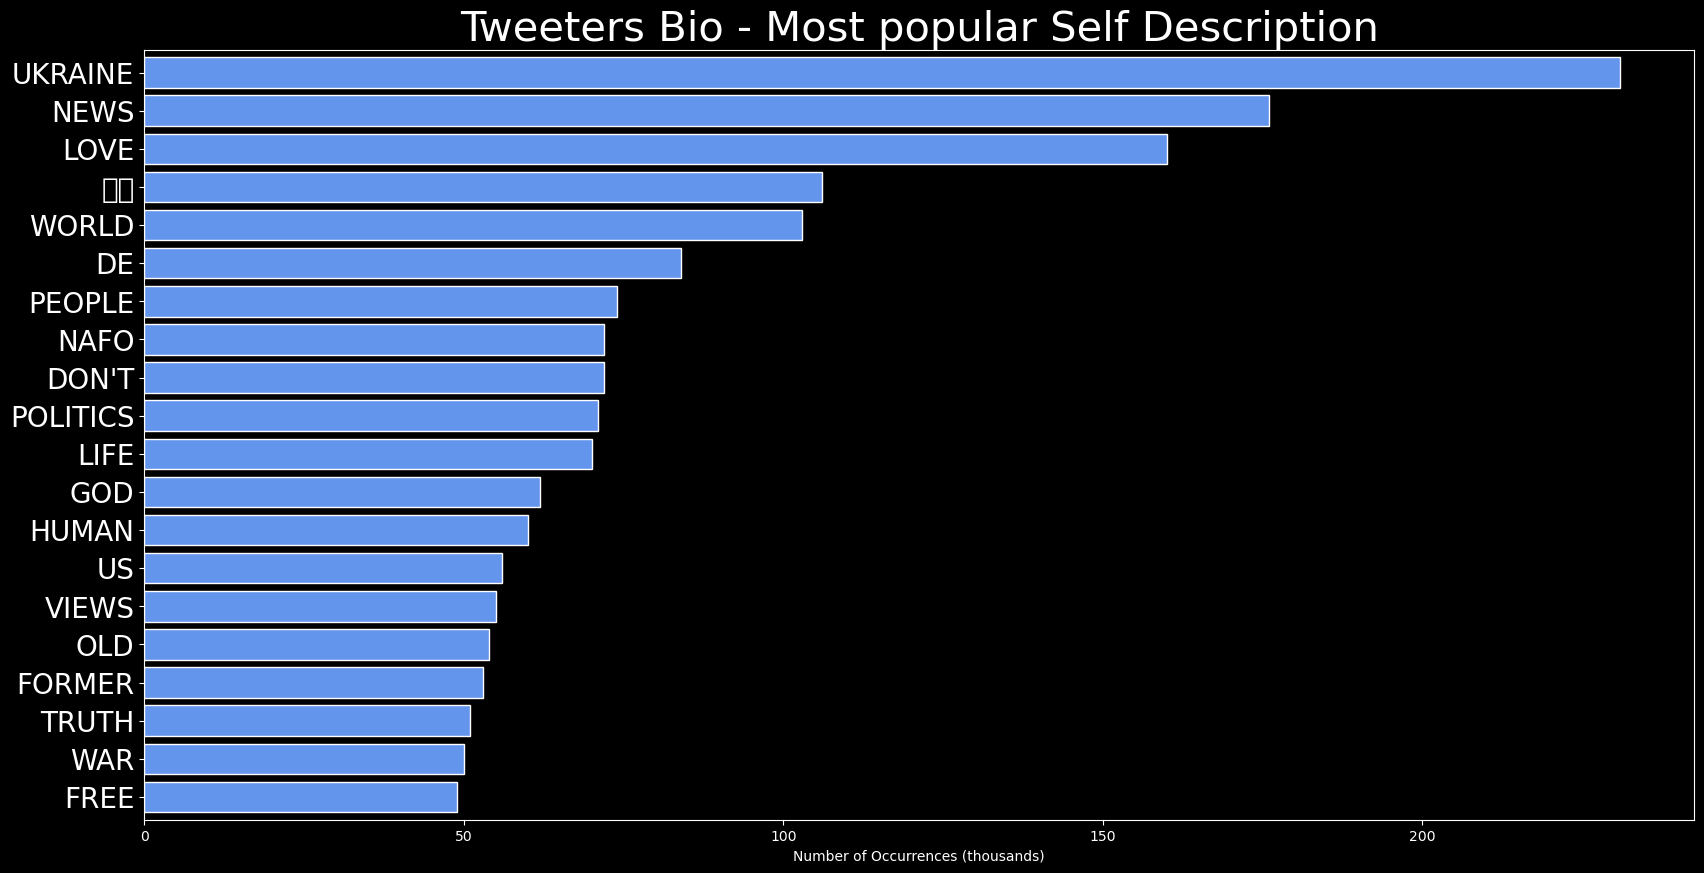 Tweeters Bio - Most popular Self Description
UKRAINE
NEWS
LOVE
WORLD
DE
PEOPLE
NAFO
DON'T
POLITICS
LIFE
GOD
HUMAN
US
VIEWS
OLD
FORMER
TRUTH
WAR
FREE
0 50 100 150 200
Number of Occurrences (thousands)